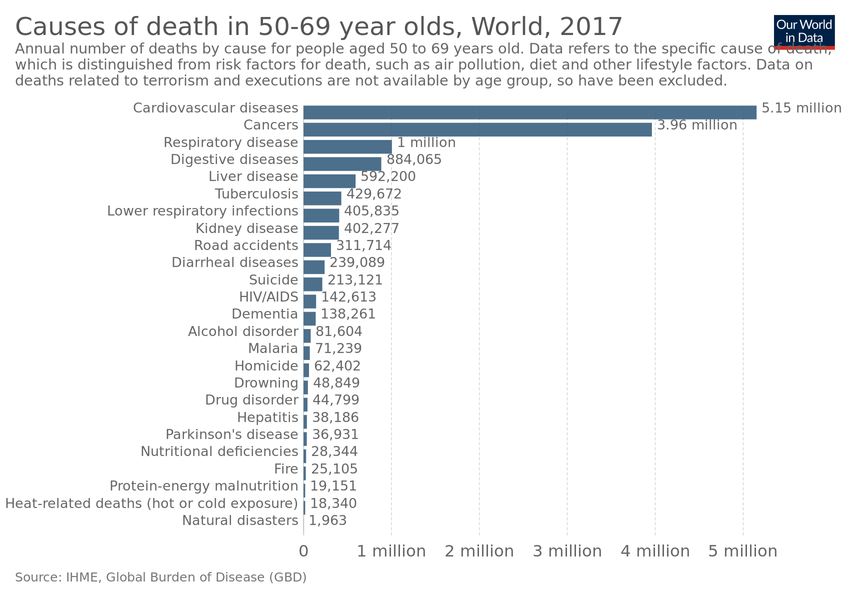 Causes of death in 50-69 year olds, World, 2017
Our World
in Data
Annual number of deaths by cause for people aged 50 to 69 years old. Data refers to the specific cause of death,
which is distinguished from risk factors for death, such as air pollution, diet and other lifestyle factors. Data on
deaths related to terrorism and executions are not available by age group, so have been excluded.
Cardiovascular diseases 5.15 million
Cancers 3.96 million
Respiratory disease 1 million
Digestive diseases 884,065
Liver disease 592,200
Tuberculosis 429,672
Lower respiratory infections 405,835
Kidney disease 402,277
Road accidents 311,714
Diarrheal diseases 239,089
Suicide 213,121
HIV/AIDS 142,613
Dementia 138,261
Alcohol disorder 81,604
Malaria 71,239
Homicide 62,402
Drowning 48,849
Drug disorder 44,799
Hepatitis 38,186
Parkinson's disease 36,931
Nutritional deficiencies 28,344
Fire 25,105
Protein-energy malnutrition 19,151
Heat-related deaths (hot or cold exposure) 18,340
Natural disasters 1,963
0 1 million 2 million 3 million 4 million 5 million
Source: IHME, Global Burden of Disease (GBD)